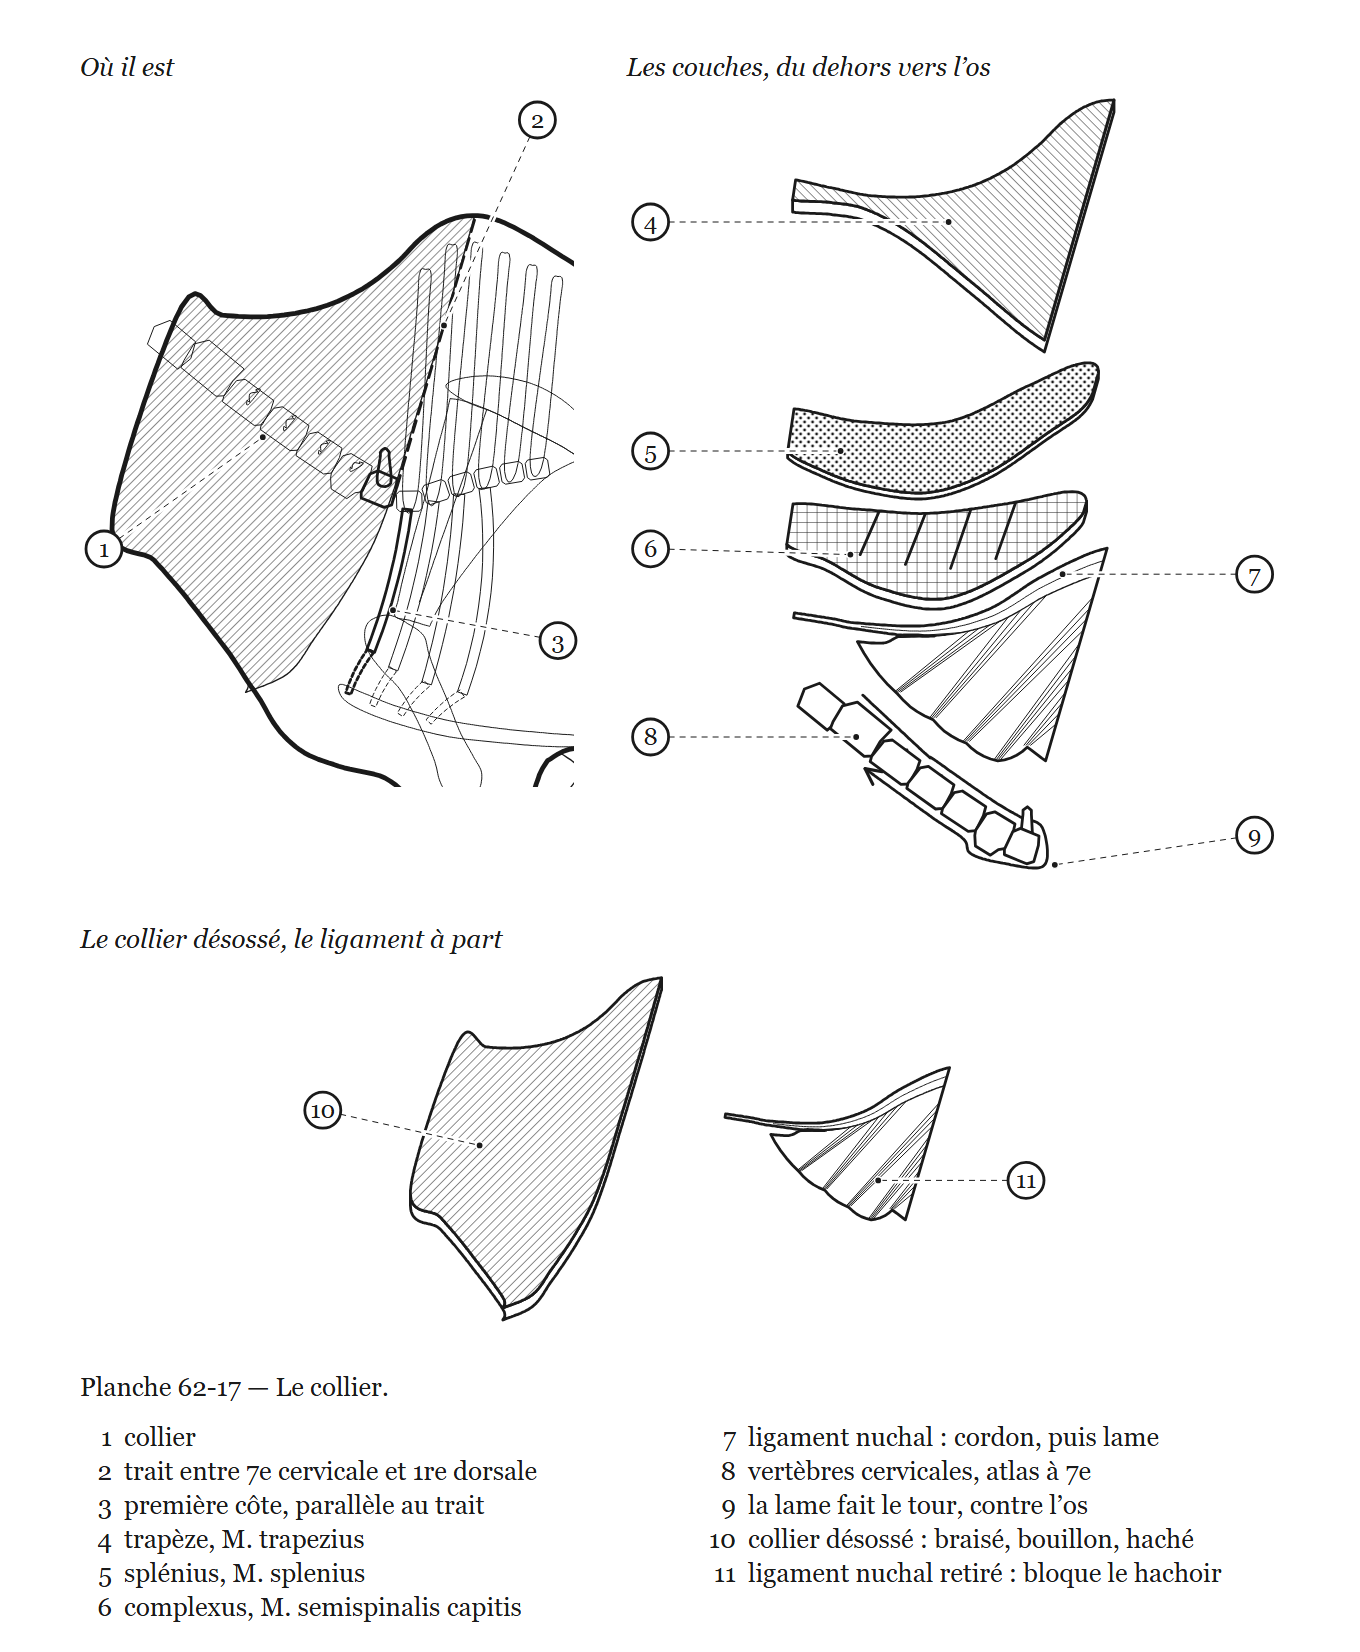 Où il est
Les couches, du dehors vers l’os
2
4
5
6
1
7
3
8
9
Le collier désossé, le ligament à part
10
11
Planche 62-17 — Le collier.
1 collier
2 trait entre 7e cervicale et 1re dorsale
3 première côte, parallèle au trait
4 trapèze, M. trapezius
5 splénius, M. splenius
6 complexus, M. semispinalis capitis
7 ligament nuchal : cordon, puis lame
8 vertèbres cervicales, atlas à 7e
9 la lame fait le tour, contre l’os
10 collier désossé : braisé, bouillon, haché
11 ligament nuchal retiré : bloque le hachoir